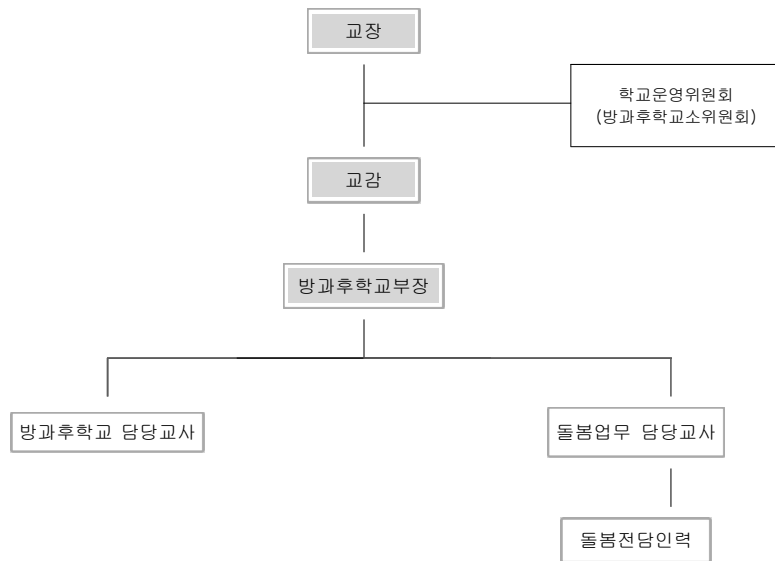 교장
학교운영위원회
(방과후학교소위원회)
교감
방과후학교부장
방과후학교 담당교사
돌봄업무 담당교사
돌봄전담인력